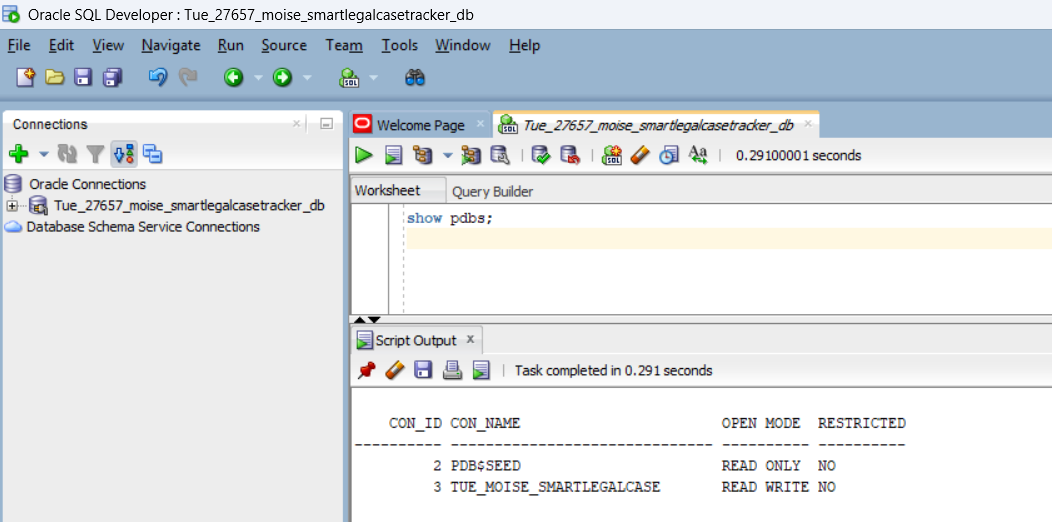 Oracle SQL Developer : Tue_27657_moise_smartlegalcasetracker_db
File Edit View Navigate Run Source Team Tools Window Help
Connections
Welcome Page
Tue_27657_moise_smartlegalcasetracker_db
0.29100001 seconds
Oracle Connections
Tue_27657_moise_smartlegalcasetracker_db
Database Schema Service Connections
Worksheet Query Builder
show pdbs;
Script Output
Task completed in 0.291 seconds
CON_ID CON_NAME OPEN MODE RESTRICTED
---------- ------------------------------ ---------- ----------
2 PDB$SEED READ ONLY NO
3 TUE_MOISE_SMARTLEGALCASE READ WRITE NO